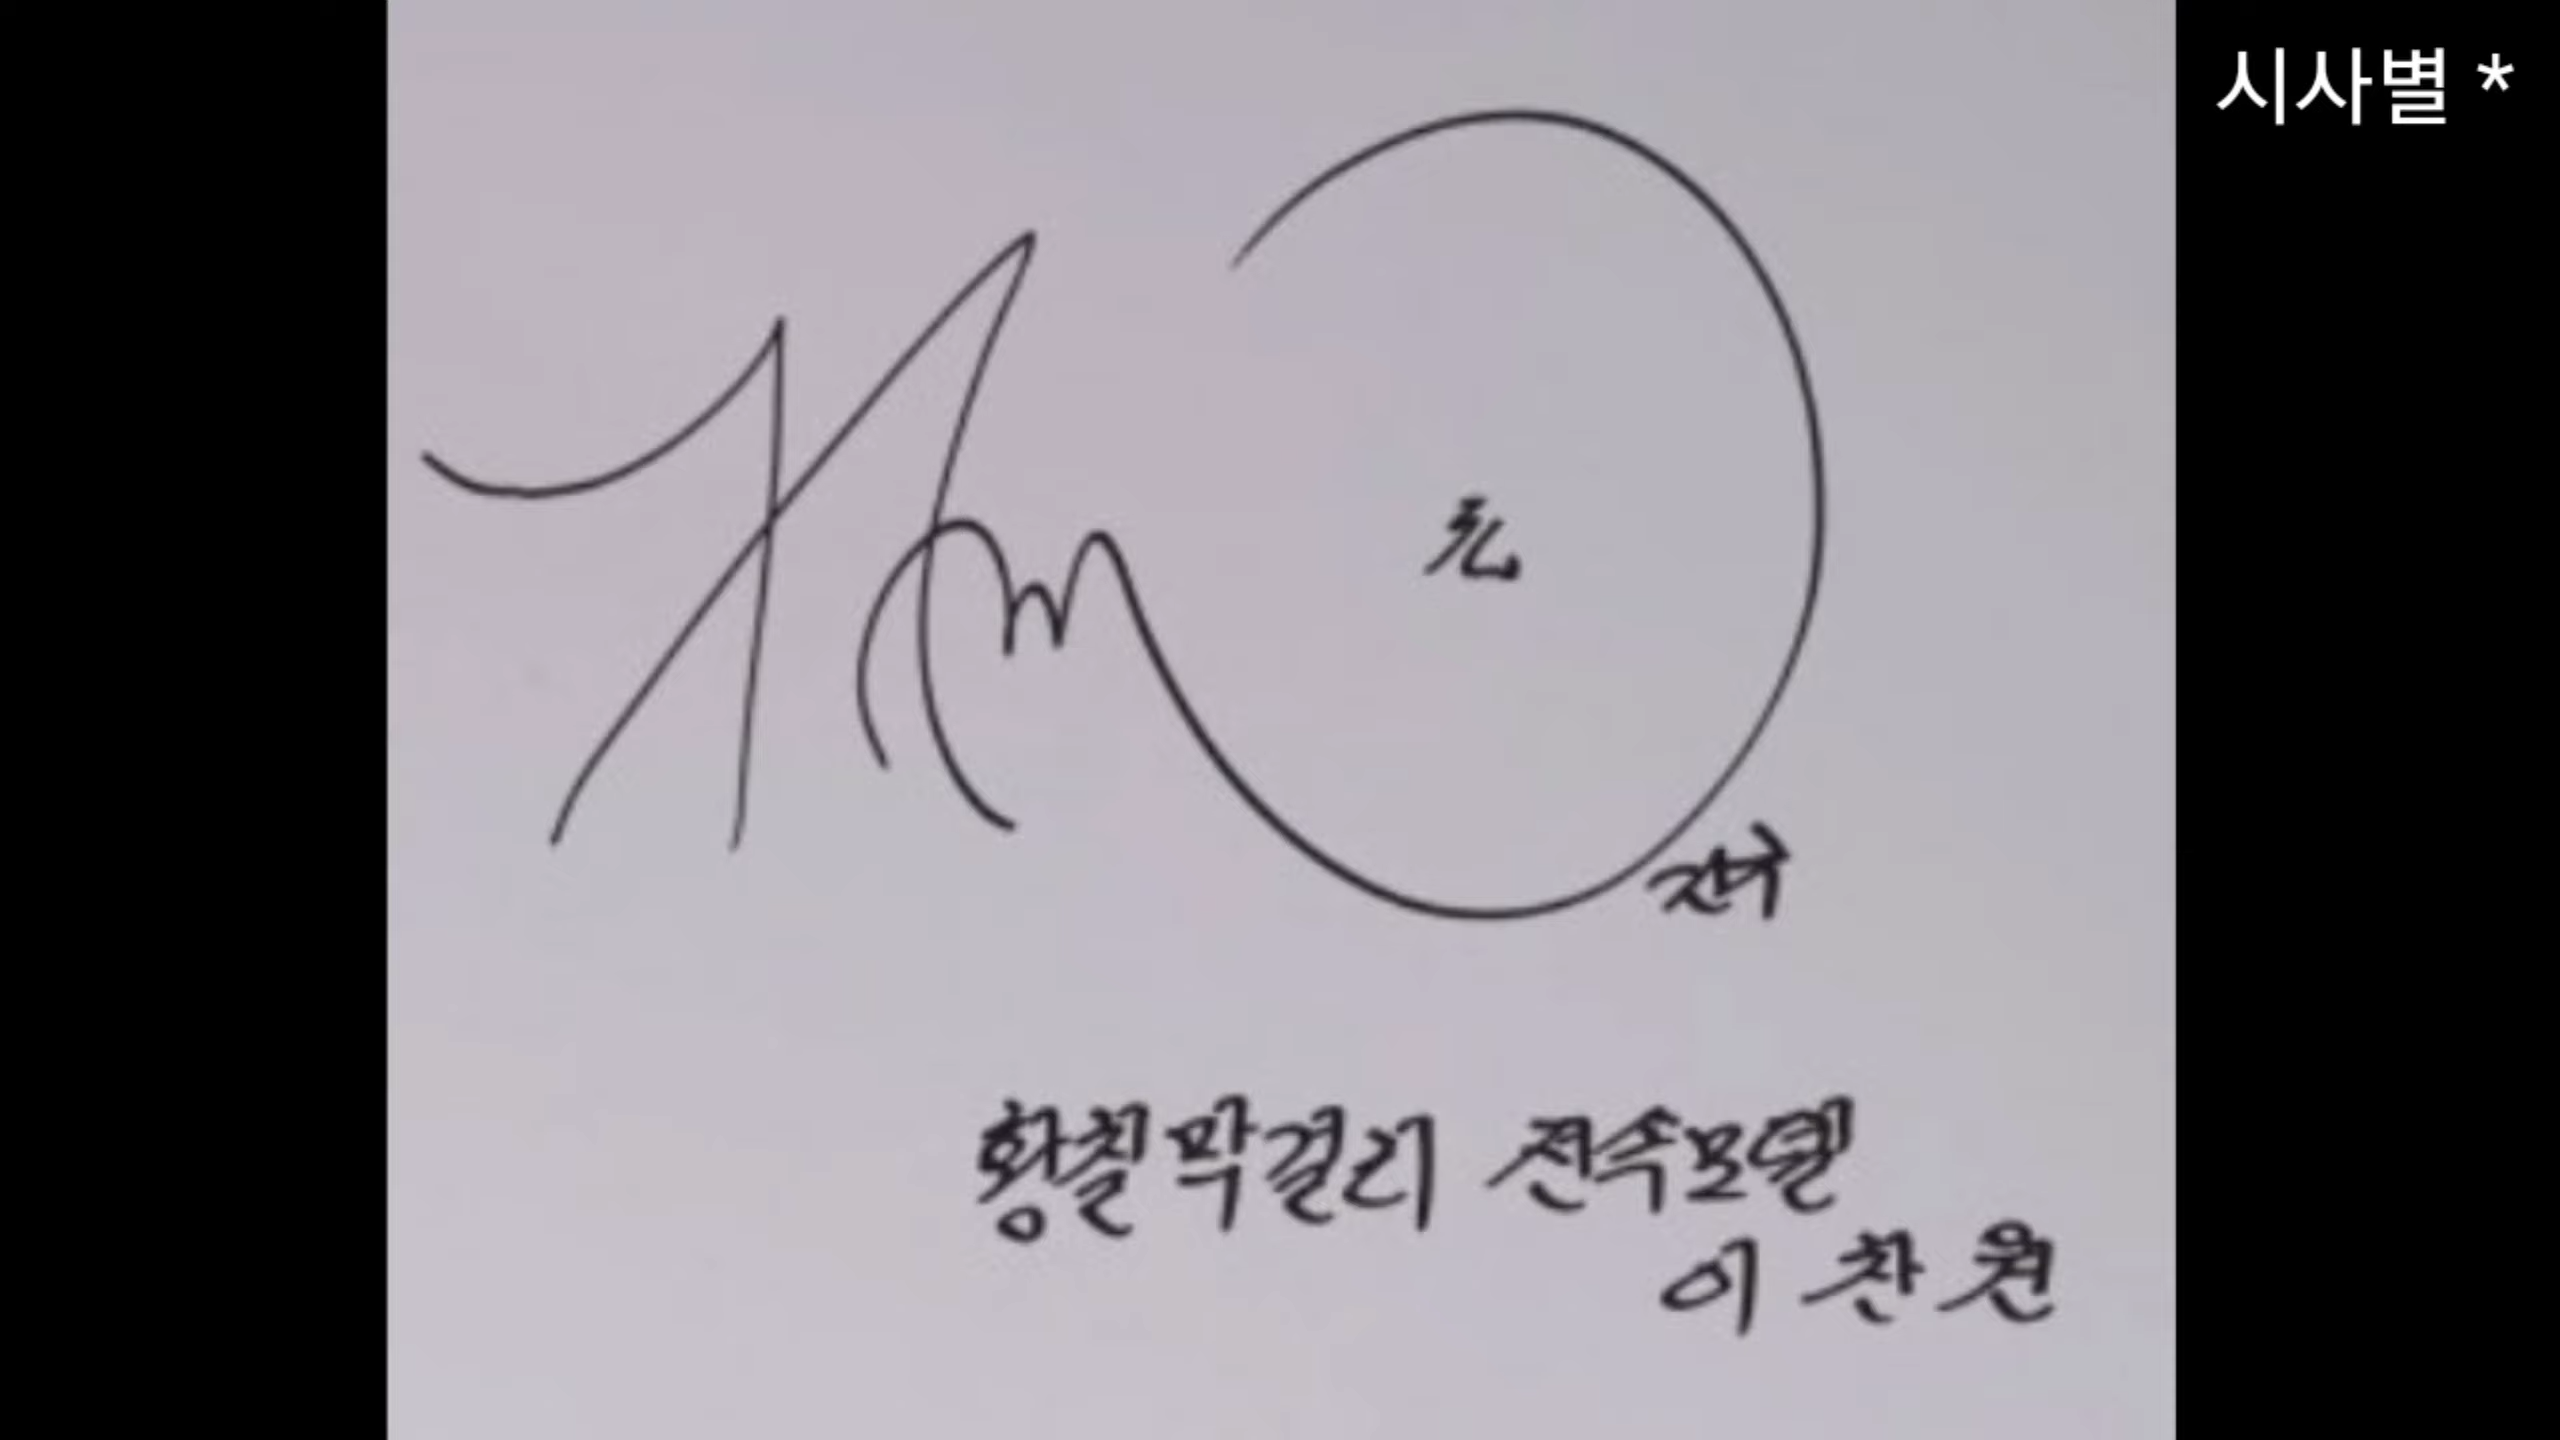 시사별 *
元
황칠막걸리 전속모델
이찬원